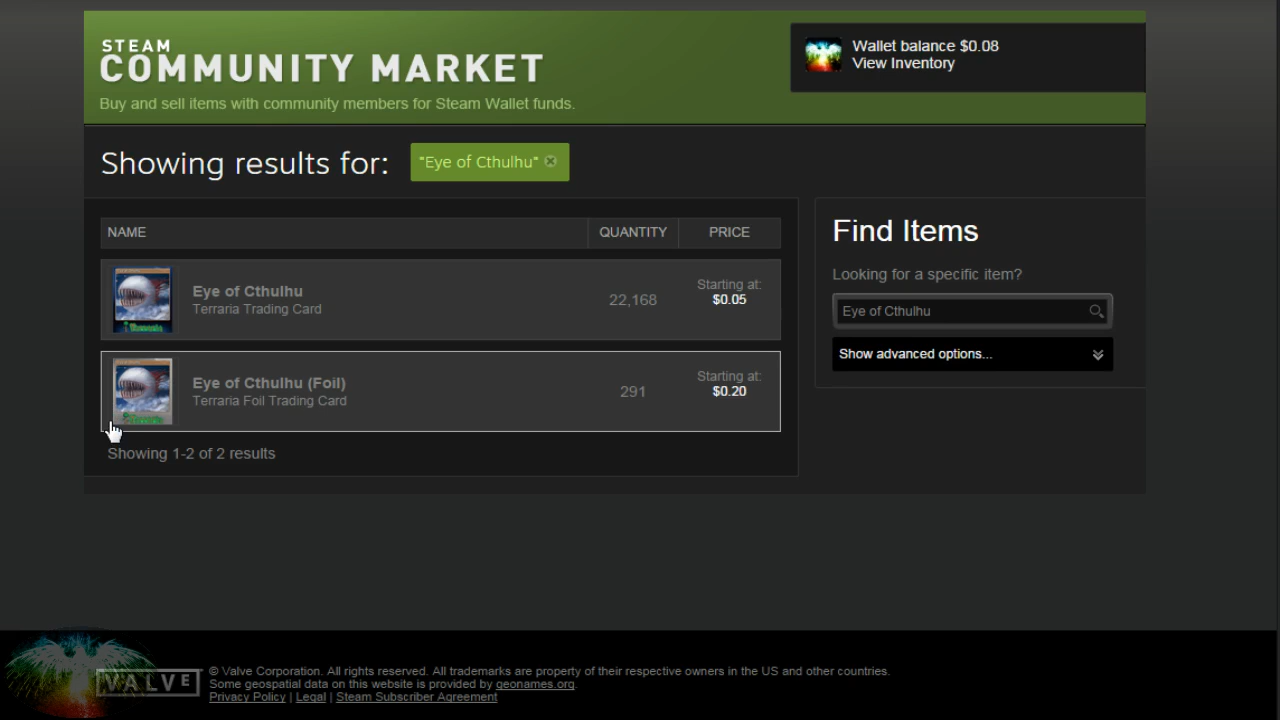 STEAM
COMMUNITY MARKET
Buy and sell items with community members for Steam Wallet funds.
Wallet balance $0.08
View Inventory
Showing results for: "Eye of Cthulhu"
NAME QUANTITY PRICE
Eye of Cthulhu
Terraria Trading Card
22,168
Starting at:
$0.05
Eye of Cthulhu (Foil)
Terraria Foil Trading Card
291
Starting at:
$0.20
Showing 1-2 of 2 results
Find Items
Looking for a specific item?
Eye of Cthulhu
Show advanced options...
VALVE
© Valve Corporation. All rights reserved. All trademarks are property of their respective owners in the US and other countries.
Some geospatial data on this website is provided by geonames.org.
Privacy Policy | Legal | Steam Subscriber Agreement